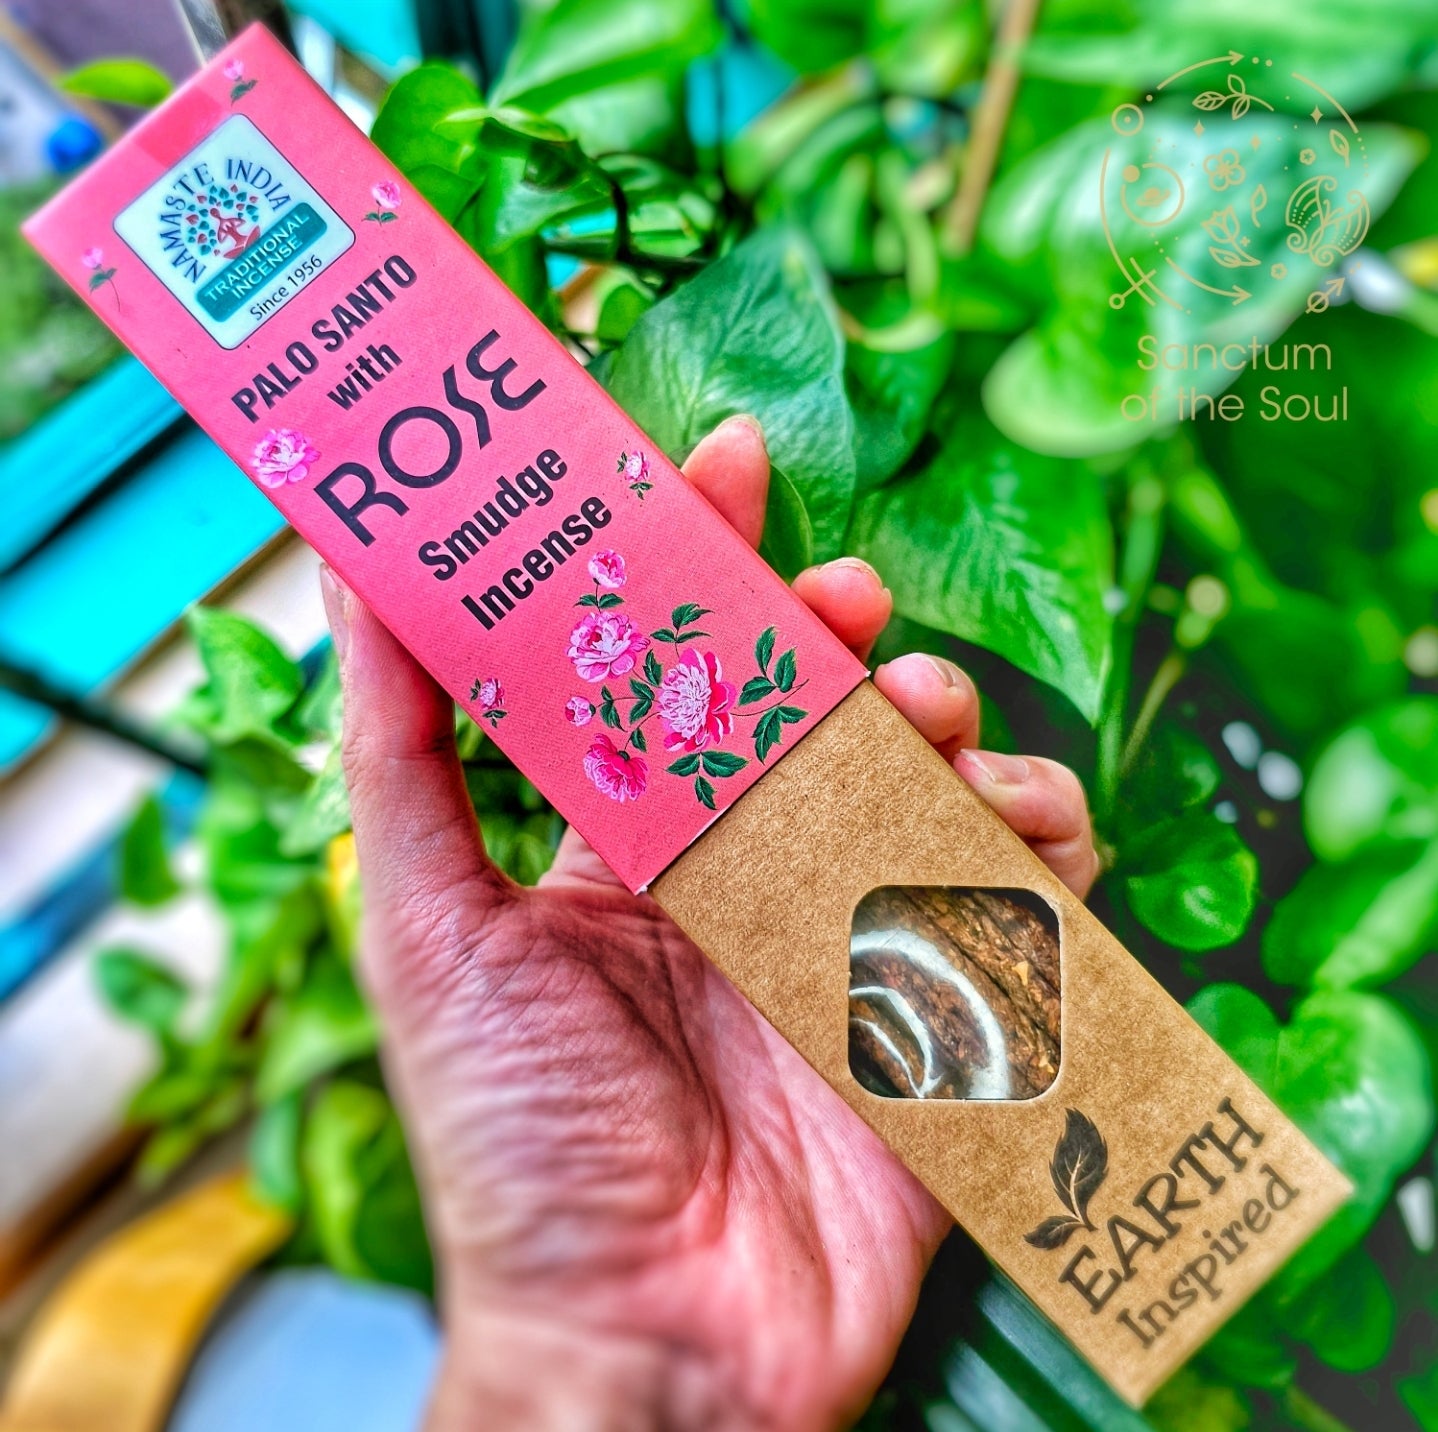 NAMASTE INDIA
TRADITIONAL
INCENSE
Since 1956
PALO SANTO
with
ROSE
Smudge
Incense
EARTH
Inspired
Sanctum
of the Soul